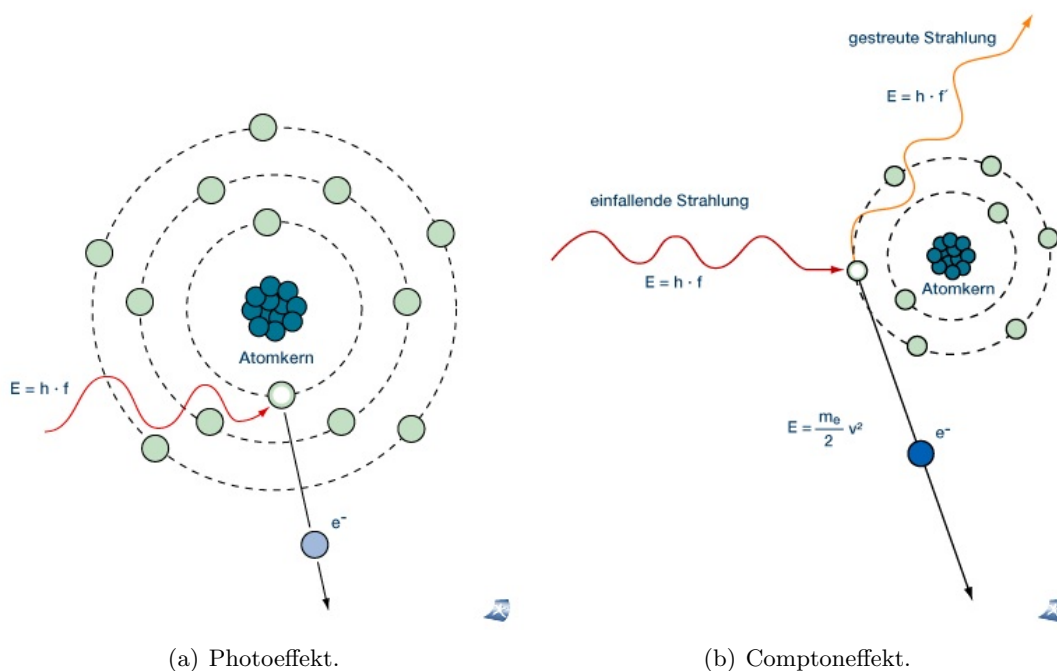 E = h · f
Atomkern
e⁻
(a) Photoeffekt.
gestreute Strahlung
E = h · f´
einfallende Strahlung
E = h · f
Atomkern
E = mₑ/2 v²
e⁻
(b) Comptoneffekt.